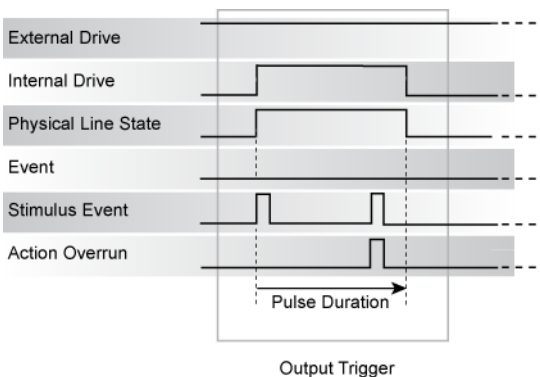 External Drive
Internal Drive
Physical Line State
Event
Stimulus Event
Action Overrun
Pulse Duration
Output Trigger